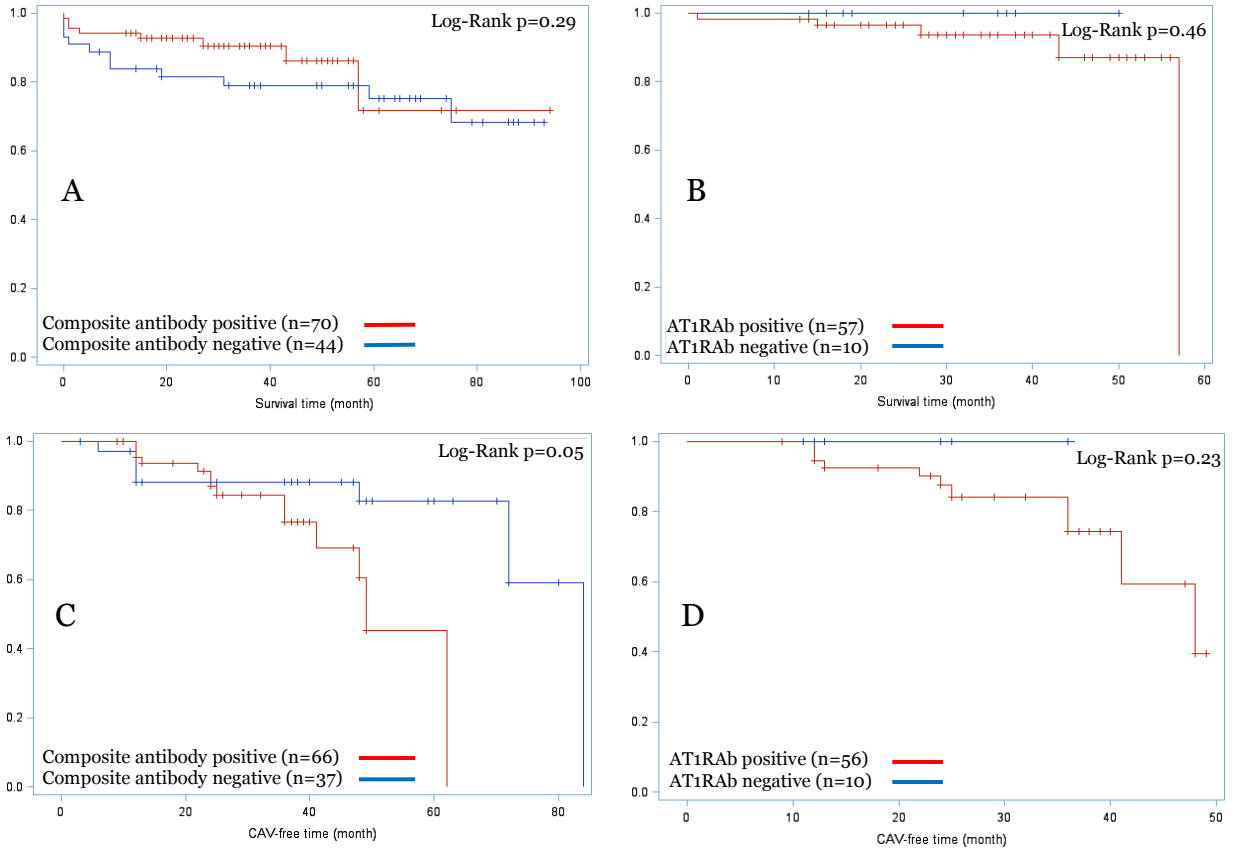 Log-Rank p=0.29
1.0
0.8
0.6
0.4
0.2
0.0
A
Composite antibody positive (n=70)
Composite antibody negative (n=44)
0 20 40 60 80 100
Survival time (month)
Log-Rank p=0.46
1.0
0.8
0.6
0.4
0.2
0.0
B
AT1RAb positive (n=57)
AT1RAb negative (n=10)
0 10 20 30 40 50 60
Survival time (month)
Log-Rank p=0.05
1.0
0.8
0.6
0.4
0.2
0.0
C
Composite antibody positive (n=66)
Composite antibody negative (n=37)
0 20 40 60 80
CAV-free time (month)
Log-Rank p=0.23
1.0
0.8
0.6
0.4
0.2
0.0
D
AT1RAb positive (n=56)
AT1RAb negative (n=10)
0 10 20 30 40 50
CAV-free time (month)